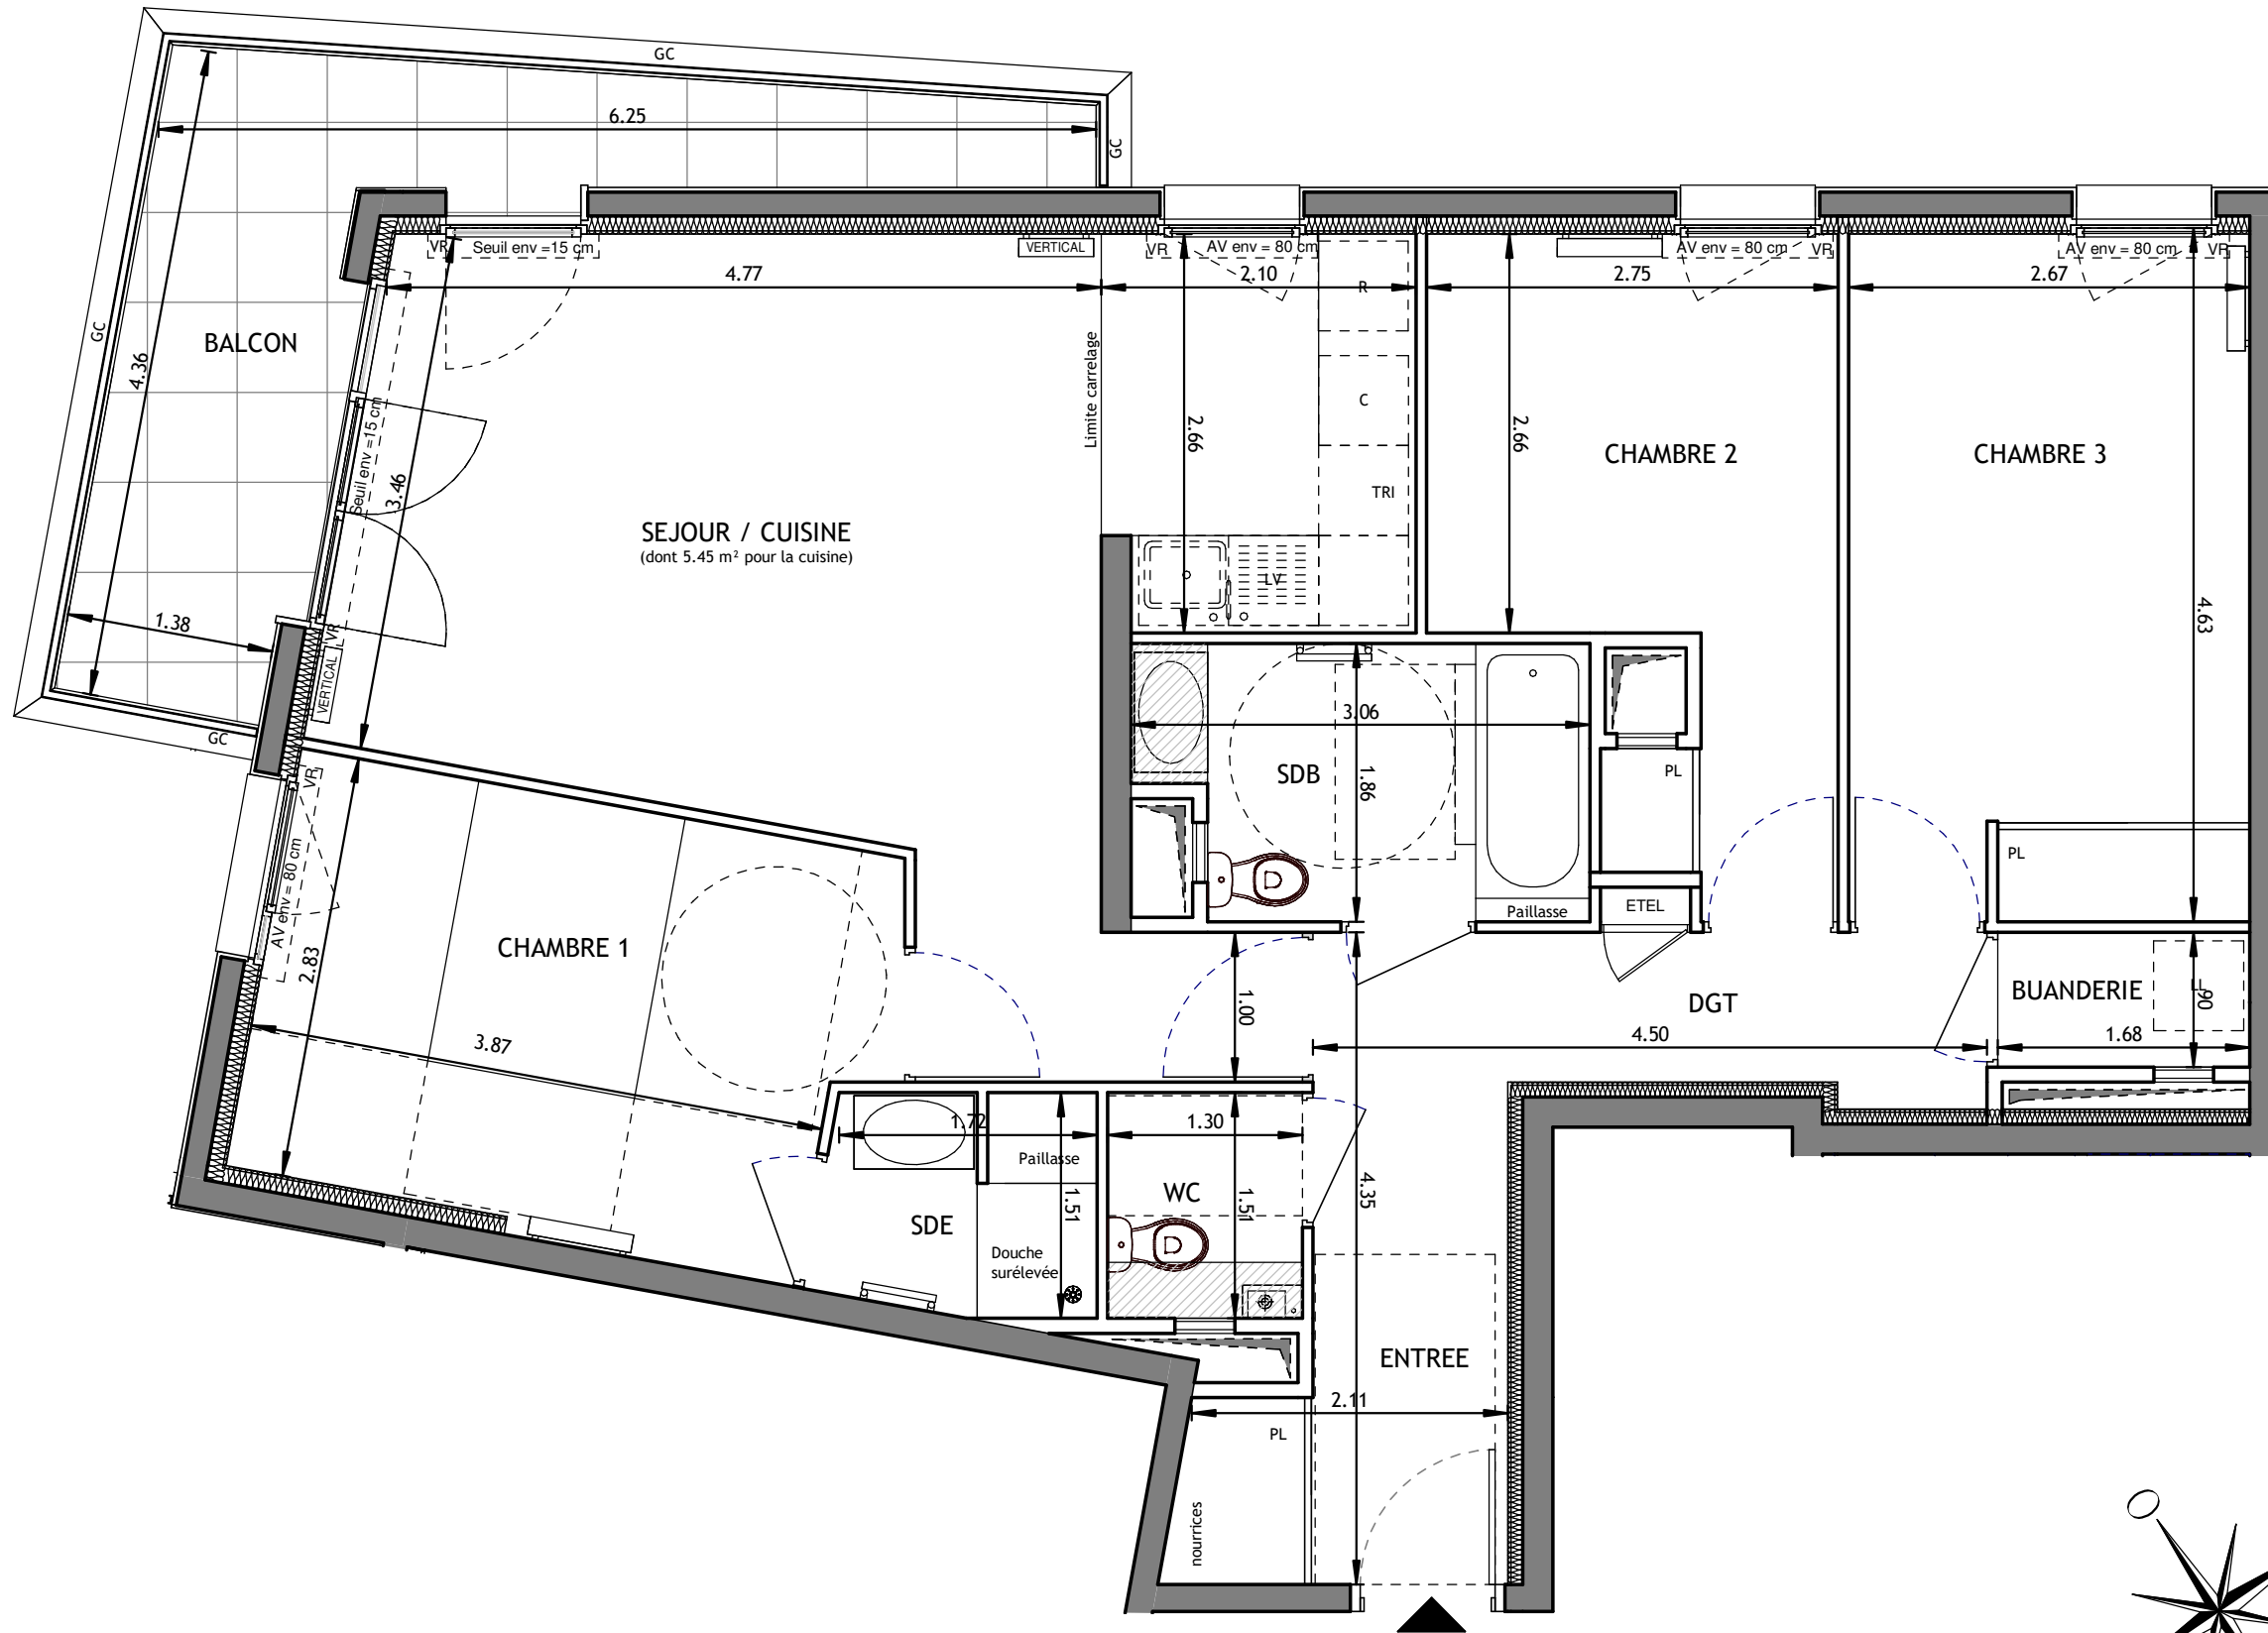 GC
6.25
GC
VR
Seuil env =15 cm
VERTICAL
VR
AV env = 80 cm
AV env = 80 cm
VR
AV env = 80 cm
VR
4.77
2.10
2.75
2.67
R
GC
BALCON
4.36
Limite carrelage
C
2.66
2.66
CHAMBRE 2
CHAMBRE 3
Seuil env =15 cm
3.46
TRI
SEJOUR / CUISINE
(dont 5.45 m² pour la cuisine)
LV
1.38
VR
VERTICAL
4.63
GC
3.06
VR
SDB
1.86
PL
PL
AV env = 80 cm
Paillasse
ETEL
CHAMBRE 1
2.83
1.00
DGT
BUANDERIE
90
3.87
4.50
1.68
1.72
1.30
Paillasse
1.51
WC
1.51
4.35
SDE
Douche
surélevée
ENTREE
2.11
PL
nourrices